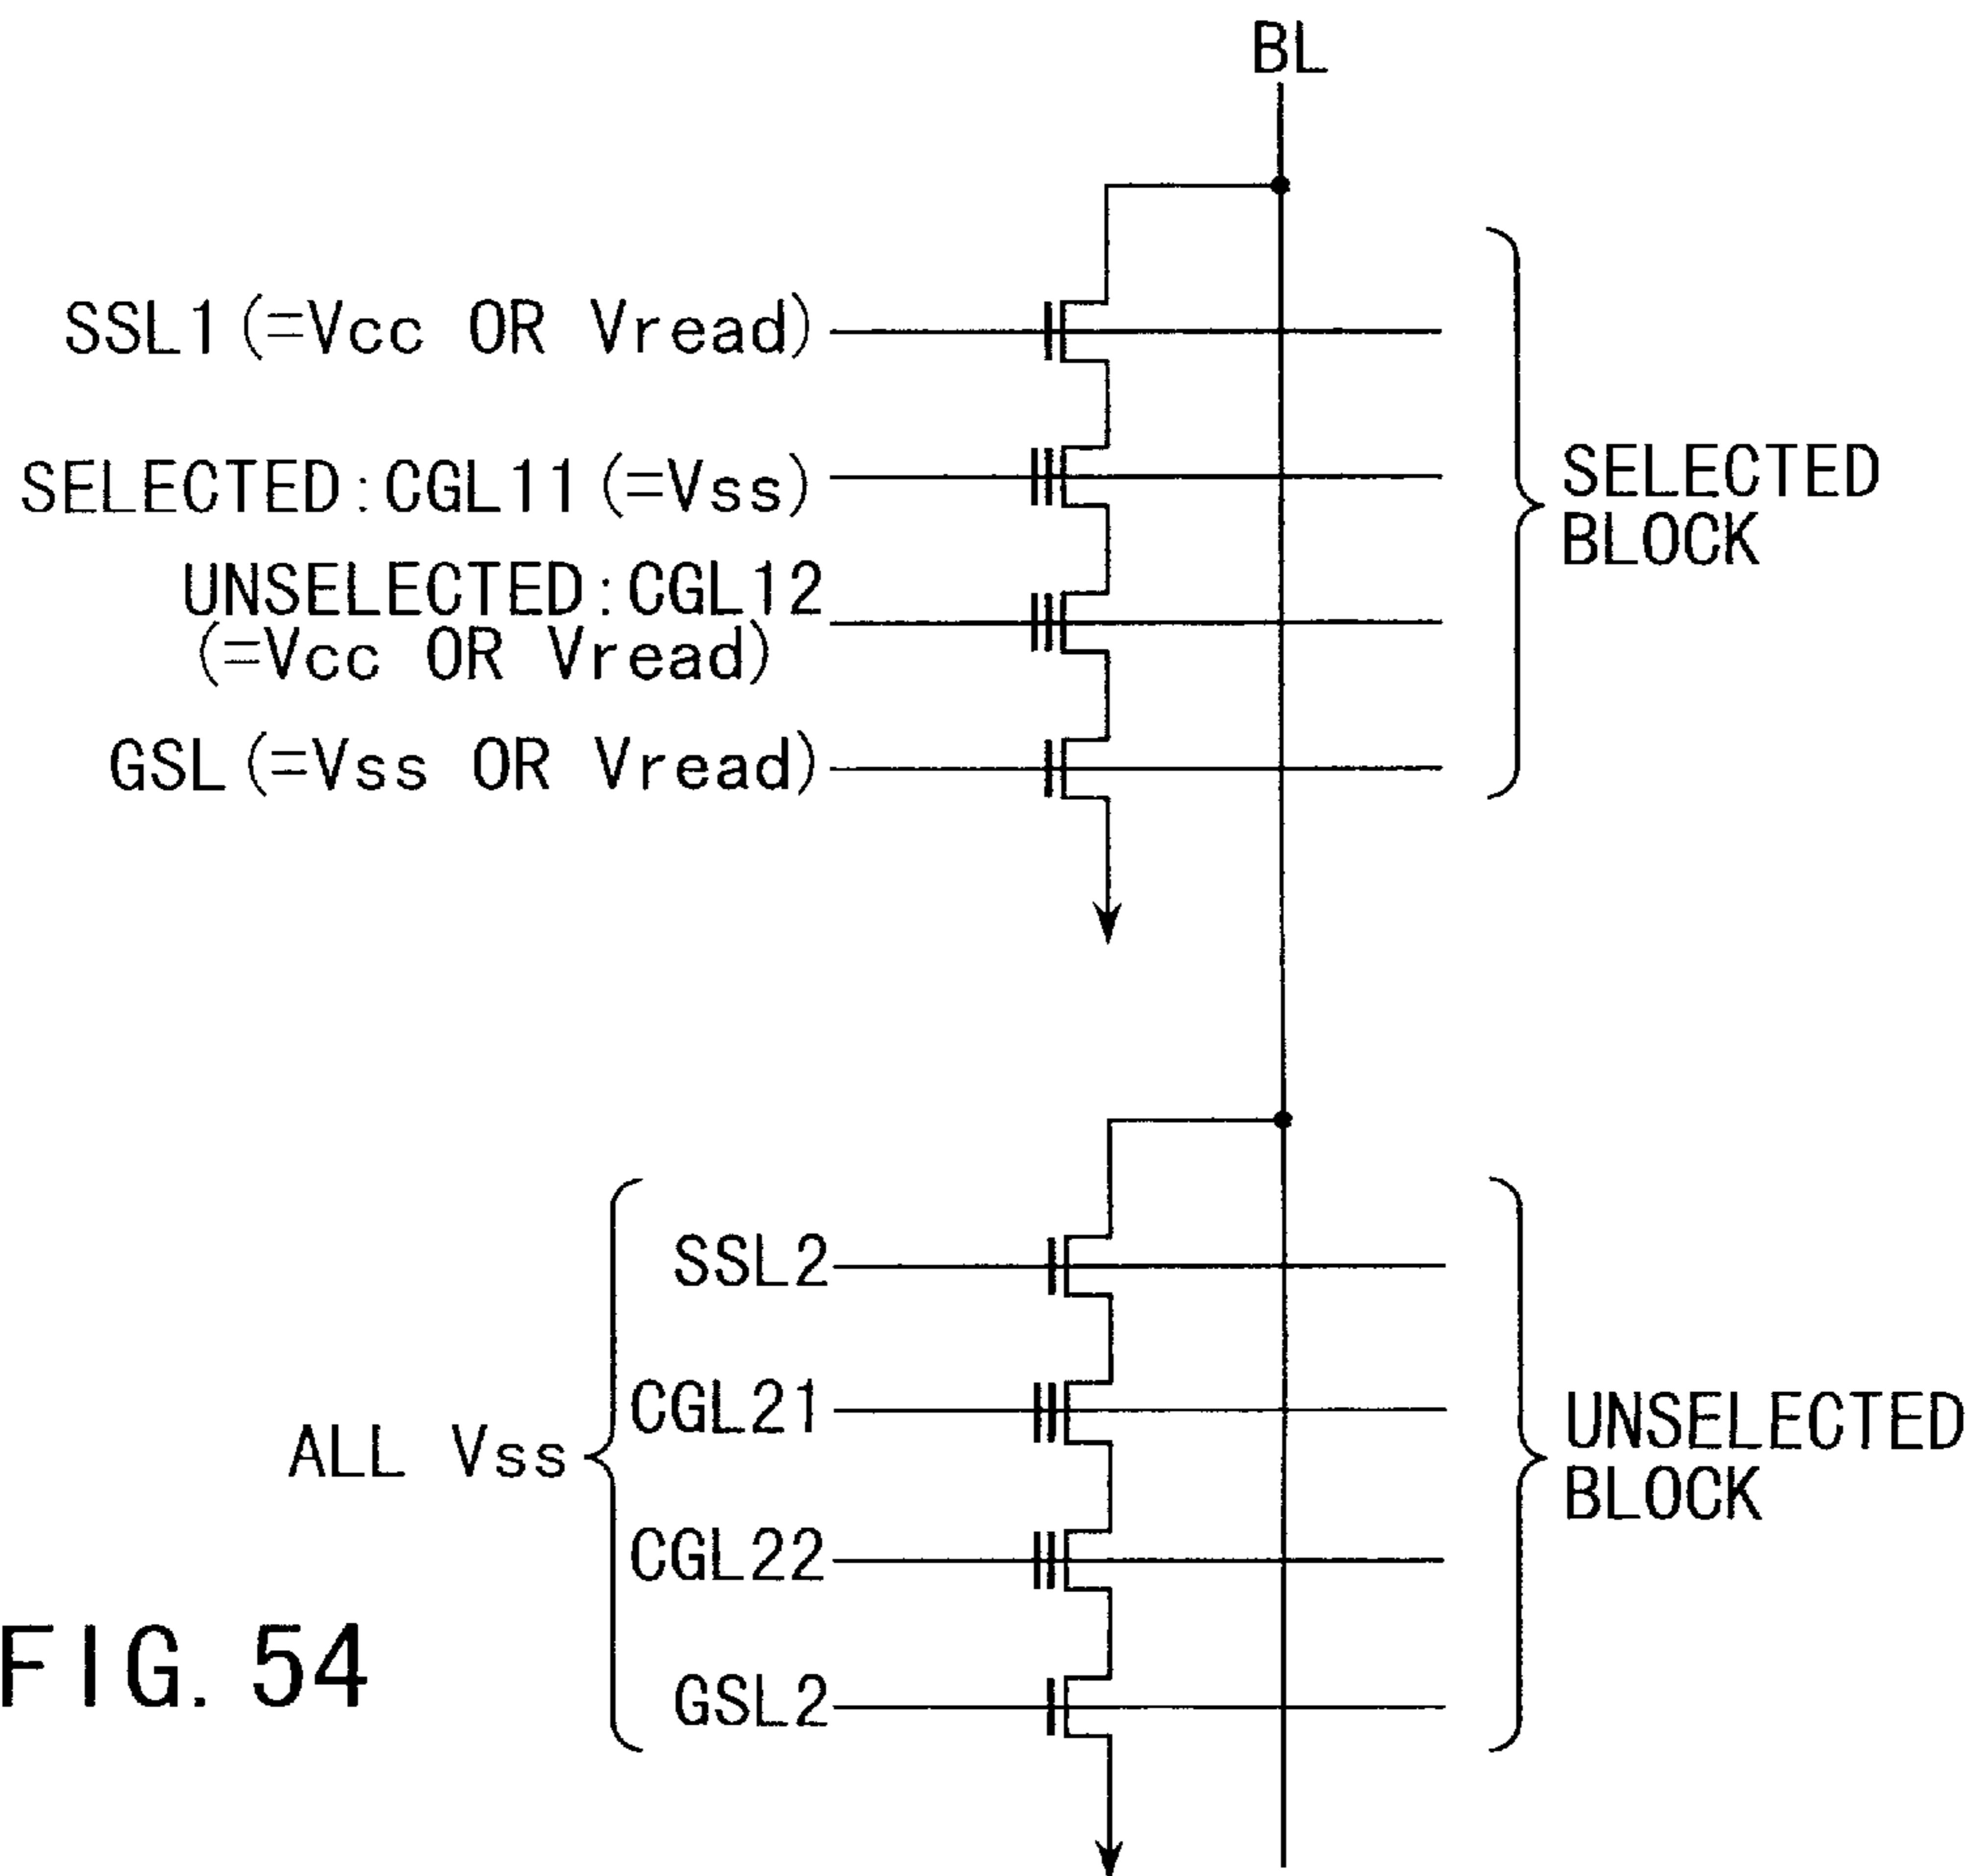 BL
SSL1(=Vcc OR Vread)
SELECTED:CGL11(=Vss)
UNSELECTED:CGL12
(=Vcc OR Vread)
GSL(=Vss OR Vread)
SELECTED
BLOCK
SSL2
CGL21
ALL Vss
CGL22
GSL2
UNSELECTED
BLOCK
FIG. 54